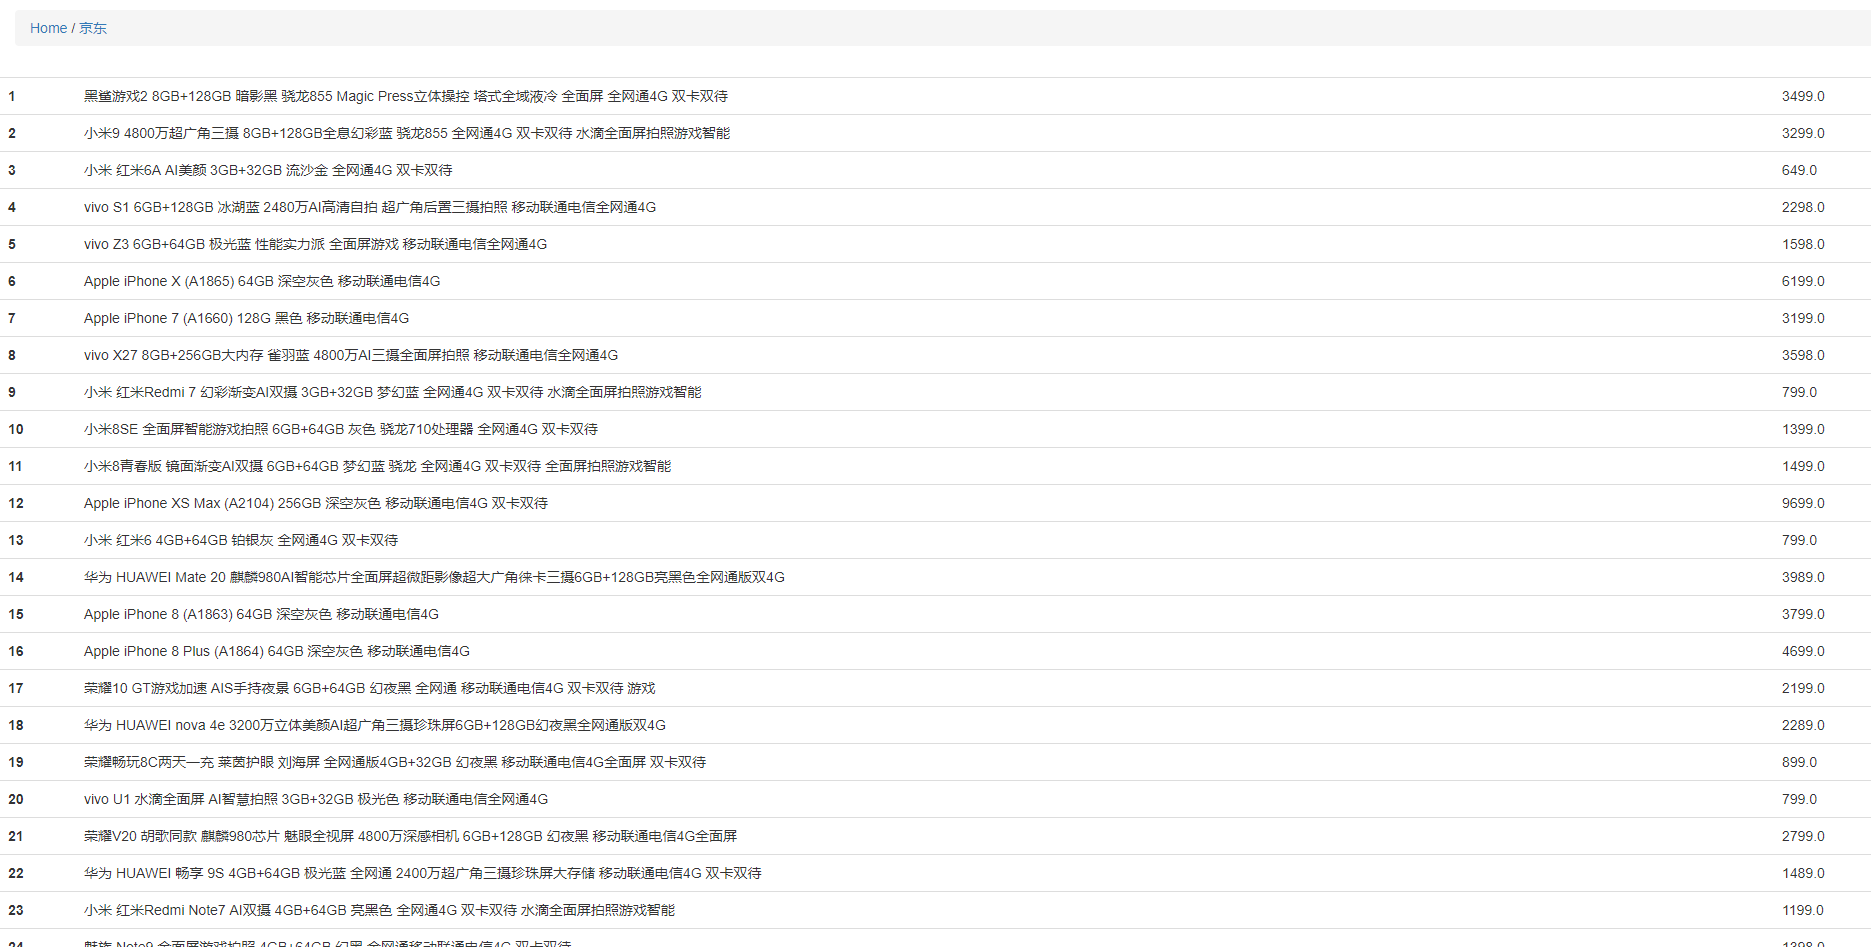 Home / 京东
1 黑鲨游戏2 8GB+128GB 暗影黑 骁龙855 Magic Press立体操控 塔式全域液冷 全面屏 全网通4G 双卡双待 3499.0
2 小米9 4800万超广角三摄 8GB+128GB全息幻彩蓝 骁龙855 全网通4G 双卡双待 水滴全面屏拍照游戏智能 3299.0
3 小米 红米6A AI美颜 3GB+32GB 流沙金 全网通4G 双卡双待 649.0
4 vivo S1 6GB+128GB 冰湖蓝 2480万AI高清自拍 超广角后置三摄拍照 移动联通电信全网通4G 2298.0
5 vivo Z3 6GB+64GB 极光蓝 性能实力派 全面屏游戏 移动联通电信全网通4G 1598.0
6 Apple iPhone X (A1865) 64GB 深空灰色 移动联通电信4G 6199.0
7 Apple iPhone 7 (A1660) 128G 黑色 移动联通电信4G 3199.0
8 vivo X27 8GB+256GB大内存 雀羽蓝 4800万AI三摄全面屏拍照 移动联通电信全网通4G 3598.0
9 小米 红米Redmi 7 幻彩渐变AI双摄 3GB+32GB 梦幻蓝 全网通4G 双卡双待 水滴全面屏拍照游戏智能 799.0
10 小米8SE 全面屏智能游戏拍照 6GB+64GB 灰色 骁龙710处理器 全网通4G 双卡双待 1399.0
11 小米8青春版 镜面渐变AI双摄 6GB+64GB 梦幻蓝 骁龙 全网通4G 双卡双待 全面屏拍照游戏智能 1499.0
12 Apple iPhone XS Max (A2104) 256GB 深空灰色 移动联通电信4G 双卡双待 9699.0
13 小米 红米6 4GB+64GB 铂银灰 全网通4G 双卡双待 799.0
14 华为 HUAWEI Mate 20 麒麟980AI智能芯片全面屏超微距影像超大广角徕卡三摄6GB+128GB亮黑色全网通版双4G 3989.0
15 Apple iPhone 8 (A1863) 64GB 深空灰色 移动联通电信4G 3799.0
16 Apple iPhone 8 Plus (A1864) 64GB 深空灰色 移动联通电信4G 4699.0
17 荣耀10 GT游戏加速 AIS手持夜景 6GB+64GB 幻夜黑 全网通 移动联通电信4G 双卡双待 游戏 2199.0
18 华为 HUAWEI nova 4e 3200万立体美颜AI超广角三摄珍珠屏6GB+128GB幻夜黑全网通版双4G 2289.0
19 荣耀畅玩8C两天一充 莱茵护眼 刘海屏 全网通版4GB+32GB 幻夜黑 移动联通电信4G全面屏 双卡双待 899.0
20 vivo U1 水滴全面屏 AI智慧拍照 3GB+32GB 极光色 移动联通电信全网通4G 799.0
21 荣耀V20 胡歌同款 麒麟980芯片 魅眼全视屏 4800万深感相机 6GB+128GB 幻夜黑 移动联通电信4G全面屏 2799.0
22 华为 HUAWEI 畅享 9S 4GB+64GB 极光蓝 全网通 2400万超广角三摄珍珠屏大存储 移动联通电信4G 双卡双待 1489.0
23 小米 红米Redmi Note7 AI双摄 4GB+64GB 亮黑色 全网通4G 双卡双待 水滴全面屏拍照游戏智能 1199.0
24 魅族 Note9 全面屏游戏拍照 4GB+64GB 幻黑 全网通移动联通电信4G 双卡双待 1398.0